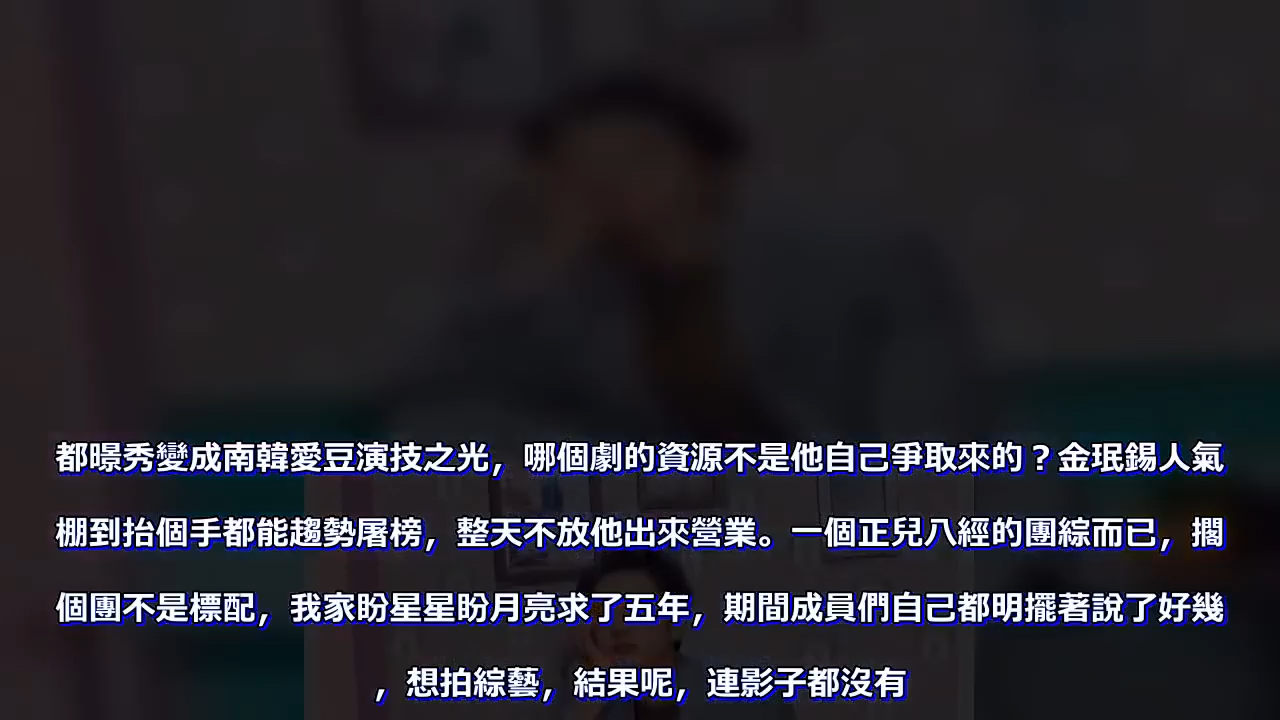 都暻秀變成南韓愛豆演技之光，哪個劇的資源不是他自己爭取來的？金珉錫人氣
棚到抬個手都能趨勢屠榜，整天不放他出來營業。一個正兒八經的團綜而已，擱
個團不是標配，我家盼星星盼月亮求了五年，期間成員們自己都明擺著說了好幾
，想拍綜藝，結果呢，連影子都沒有